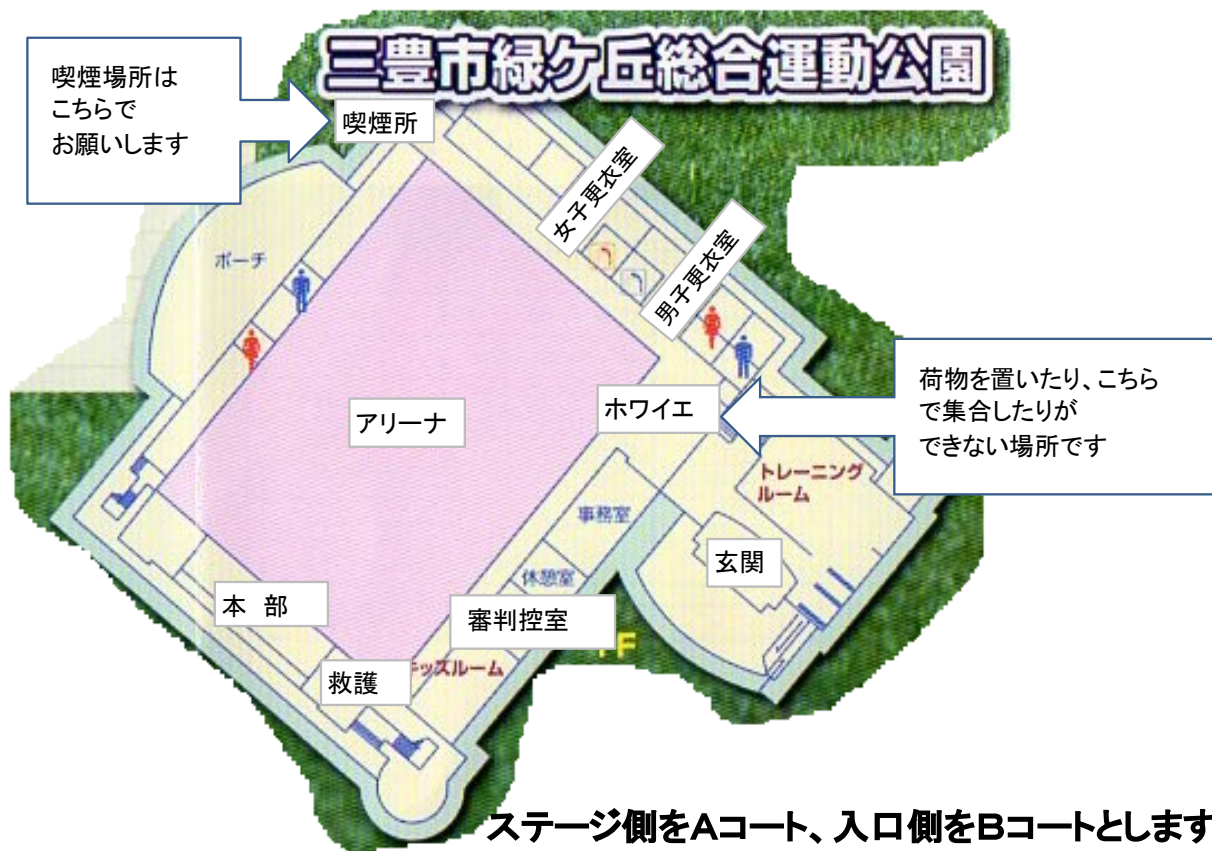 三豊市緑ケ丘総合運動公園
喫煙場所は
こちらで
お願いします
喫煙所
女子更衣室
男子更衣室
ポーチ
アリーナ
ホワイエ
荷物を置いたり、こちら
で集合したりが
できない場所です
トレーニング
ルーム
事務室
玄関
休憩室
本 部
審判控室
救護
ッズルーム
ステージ側をAコート、入口側をBコートとします